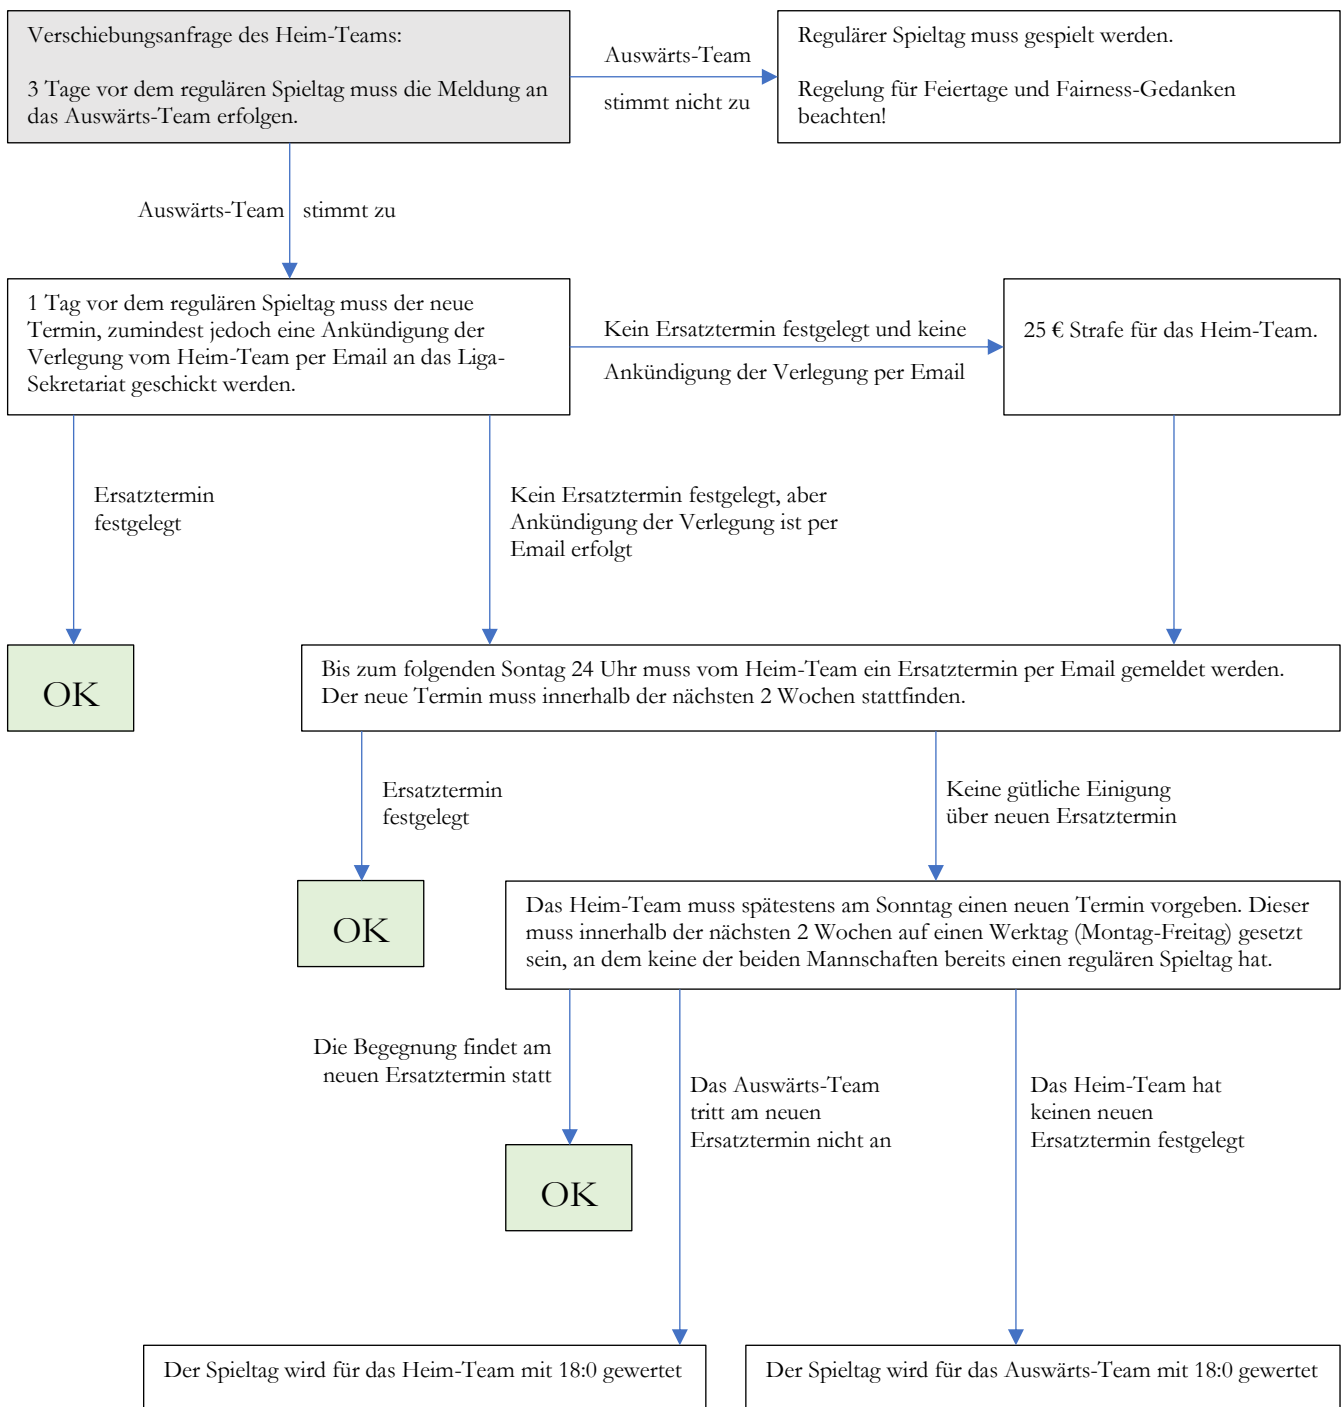 Verschiebungsanfrage des Heim-Teams:
3 Tage vor dem regulären Spieltag muss die Meldung an
das Auswärts-Team erfolgen.
Auswärts-Team
stimmt nicht zu
Regulärer Spieltag muss gespielt werden.
Regelung für Feiertage und Fairness-Gedanken
beachten!
Auswärts-Team stimmt zu
1 Tag vor dem regulären Spieltag muss der neue
Termin, zumindest jedoch eine Ankündigung der
Verlegung vom Heim-Team per Email an das Liga-
Sekretariat geschickt werden.
Kein Ersatztermin festgelegt und keine
Ankündigung der Verlegung per Email
25 € Strafe für das Heim-Team.
Ersatztermin
festgelegt
Kein Ersatztermin festgelegt, aber
Ankündigung der Verlegung ist per
Email erfolgt
OK
Bis zum folgenden Sontag 24 Uhr muss vom Heim-Team ein Ersatztermin per Email gemeldet werden.
Der neue Termin muss innerhalb der nächsten 2 Wochen stattfinden.
Ersatztermin
festgelegt
Keine gütliche Einigung
über neuen Ersatztermin
OK
Das Heim-Team muss spätestens am Sonntag einen neuen Termin vorgeben. Dieser
muss innerhalb der nächsten 2 Wochen auf einen Werktag (Montag-Freitag) gesetzt
sein, an dem keine der beiden Mannschaften bereits einen regulären Spieltag hat.
Die Begegnung findet am
neuen Ersatztermin statt
Das Auswärts-Team
tritt am neuen
Ersatztermin nicht an
Das Heim-Team hat
keinen neuen
Ersatztermin festgelegt
OK
Der Spieltag wird für das Heim-Team mit 18:0 gewertet
Der Spieltag wird für das Auswärts-Team mit 18:0 gewertet